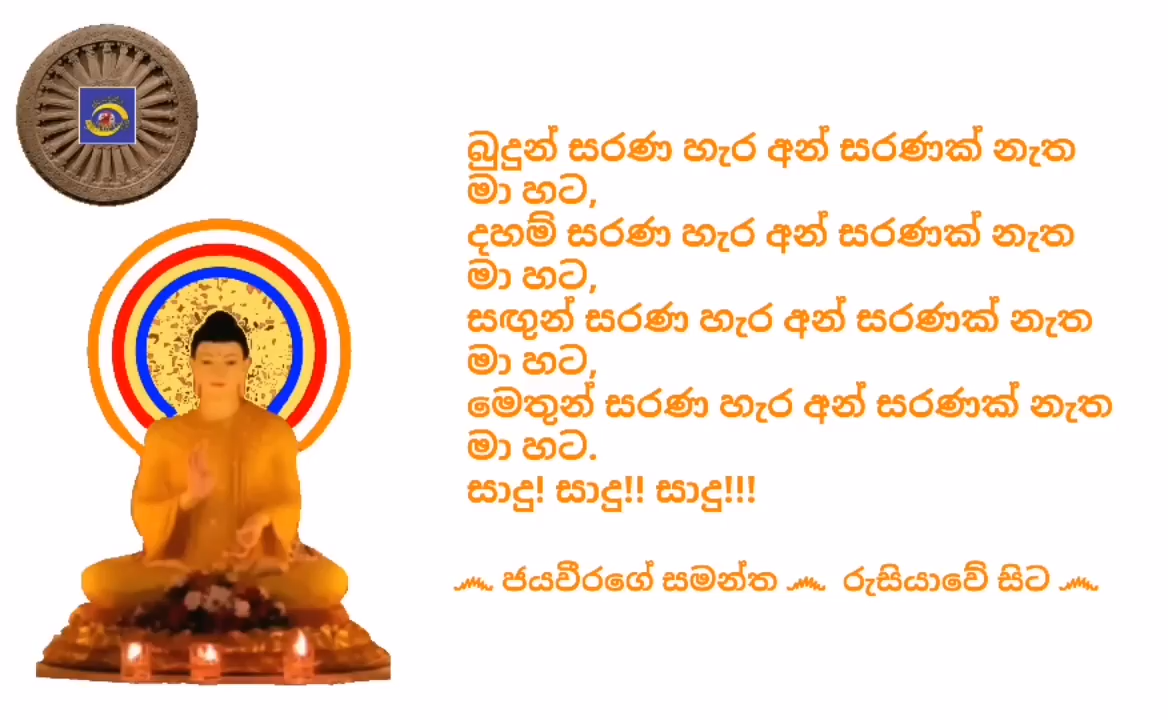 බුදුන් සරණ හැර අන් සරණක් නැත
මා හට,
දහම් සරණ හැර අන් සරණක් නැත
මා හට,
සඟුන් සරණ හැර අන් සරණක් නැත
මා හට,
මෙතුන් සරණ හැර අන් සරණක් නැත
මා හට.
සාදු! සාදු!! සාදු!!!
෴ ජයවීරගේ සමන්ත ෴ රුසියාවේ සිට ෴